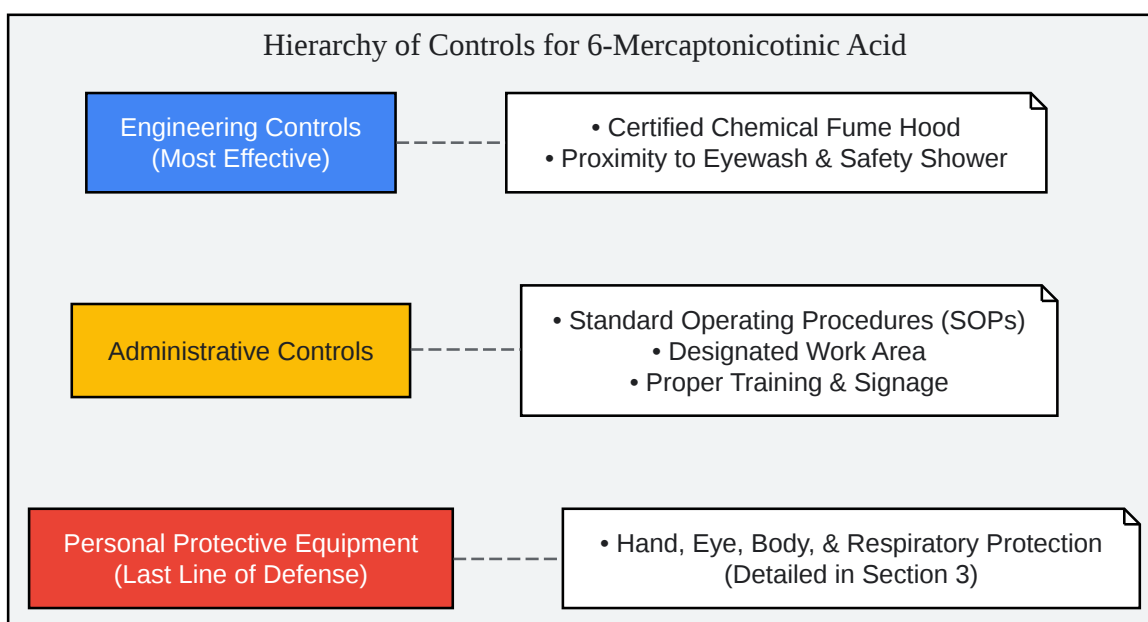 Hierarchy of Controls for 6-Mercaptonicotinic Acid
Engineering Controls
(Most Effective)
• Certified Chemical Fume Hood
• Proximity to Eyewash & Safety Shower
Administrative Controls
• Standard Operating Procedures (SOPs)
• Designated Work Area
• Proper Training & Signage
Personal Protective Equipment
(Last Line of Defense)
• Hand, Eye, Body, & Respiratory Protection
(Detailed in Section 3)